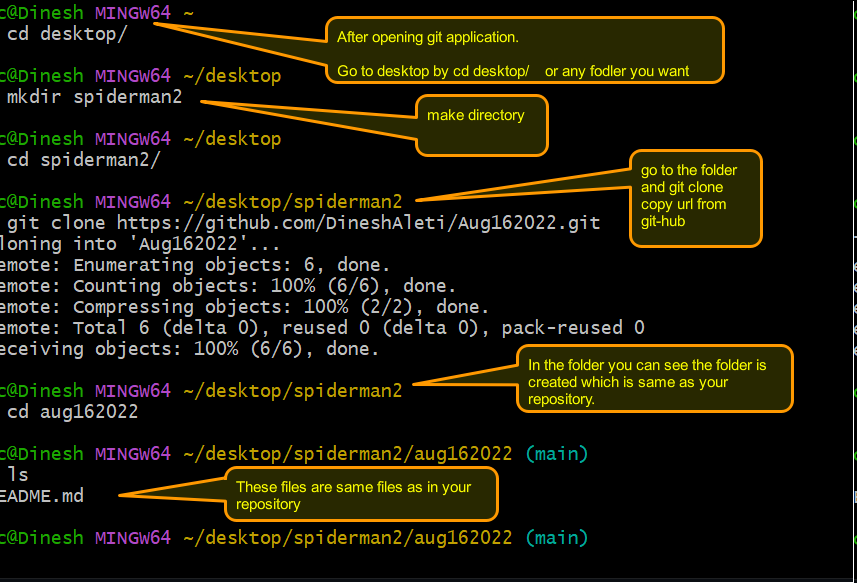 c@Dinesh MINGW64 ~
cd desktop/
After opening git application.
Go to desktop by cd desktop/ or any fodler you want
c@Dinesh MINGW64 ~/desktop
mkdir spiderman2
make directory
c@Dinesh MINGW64 ~/desktop
cd spiderman2/
c@Dinesh MINGW64 ~/desktop/spiderman2
go to the folder
and git clone
copy url from
git-hub
git clone https://github.com/DineshAleti/Aug162022.git
loning into 'Aug162022'...
emote: Enumerating objects: 6, done.
emote: Counting objects: 100% (6/6), done.
emote: Compressing objects: 100% (2/2), done.
emote: Total 6 (delta 0), reused 0 (delta 0), pack-reused 0
eceiving objects: 100% (6/6), done.
In the folder you can see the folder is
created which is same as your
repository.
c@Dinesh MINGW64 ~/desktop/spiderman2
cd aug162022
c@Dinesh MINGW64 ~/desktop/spiderman2/aug162022 (main)
ls
EADME.md
These files are same files as in your
repository
c@Dinesh MINGW64 ~/desktop/spiderman2/aug162022 (main)